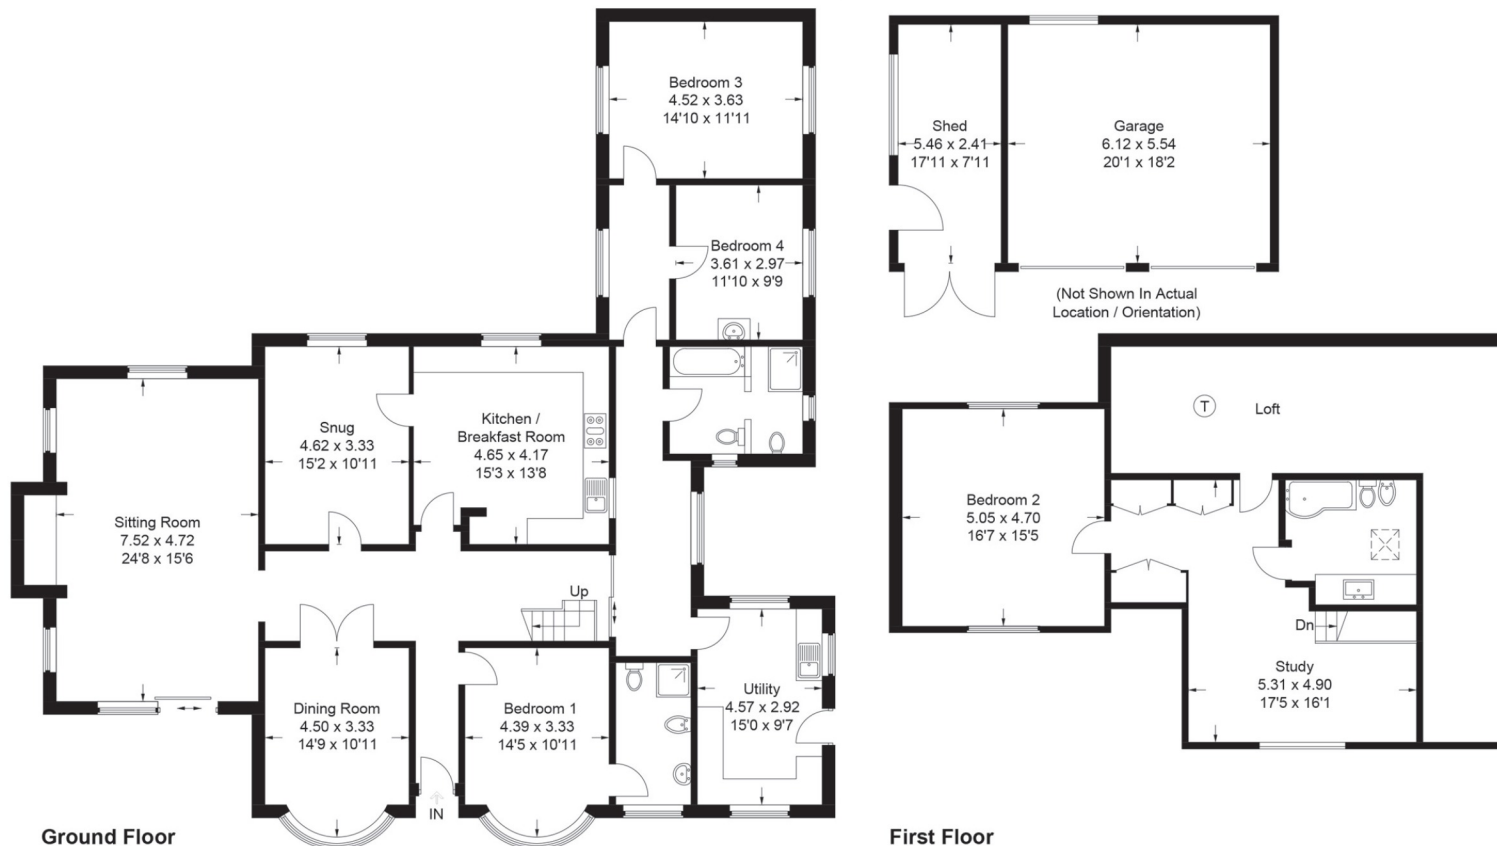 Bedroom 3
4.52 x 3.63
14'10 x 11'11
Bedroom 4
3.61 x 2.97
11'10 x 9'9
Snug
4.62 x 3.33
15'2 x 10'11
Kitchen /
Breakfast Room
4.65 x 4.17
15'3 x 13'8
Sitting Room
7.52 x 4.72
24'8 x 15'6
Up
Dining Room
4.50 x 3.33
14'9 x 10'11
Bedroom 1
4.39 x 3.33
14'5 x 10'11
Utility
4.57 x 2.92
15'0 x 9'7
IN
Ground Floor
Shed
5.46 x 2.41
17'11 x 7'11
Garage
6.12 x 5.54
20'1 x 18'2
(Not Shown In Actual
Location / Orientation)
T
Loft
Bedroom 2
5.05 x 4.70
16'7 x 15'5
Dn
Study
5.31 x 4.90
17'5 x 16'1
First Floor